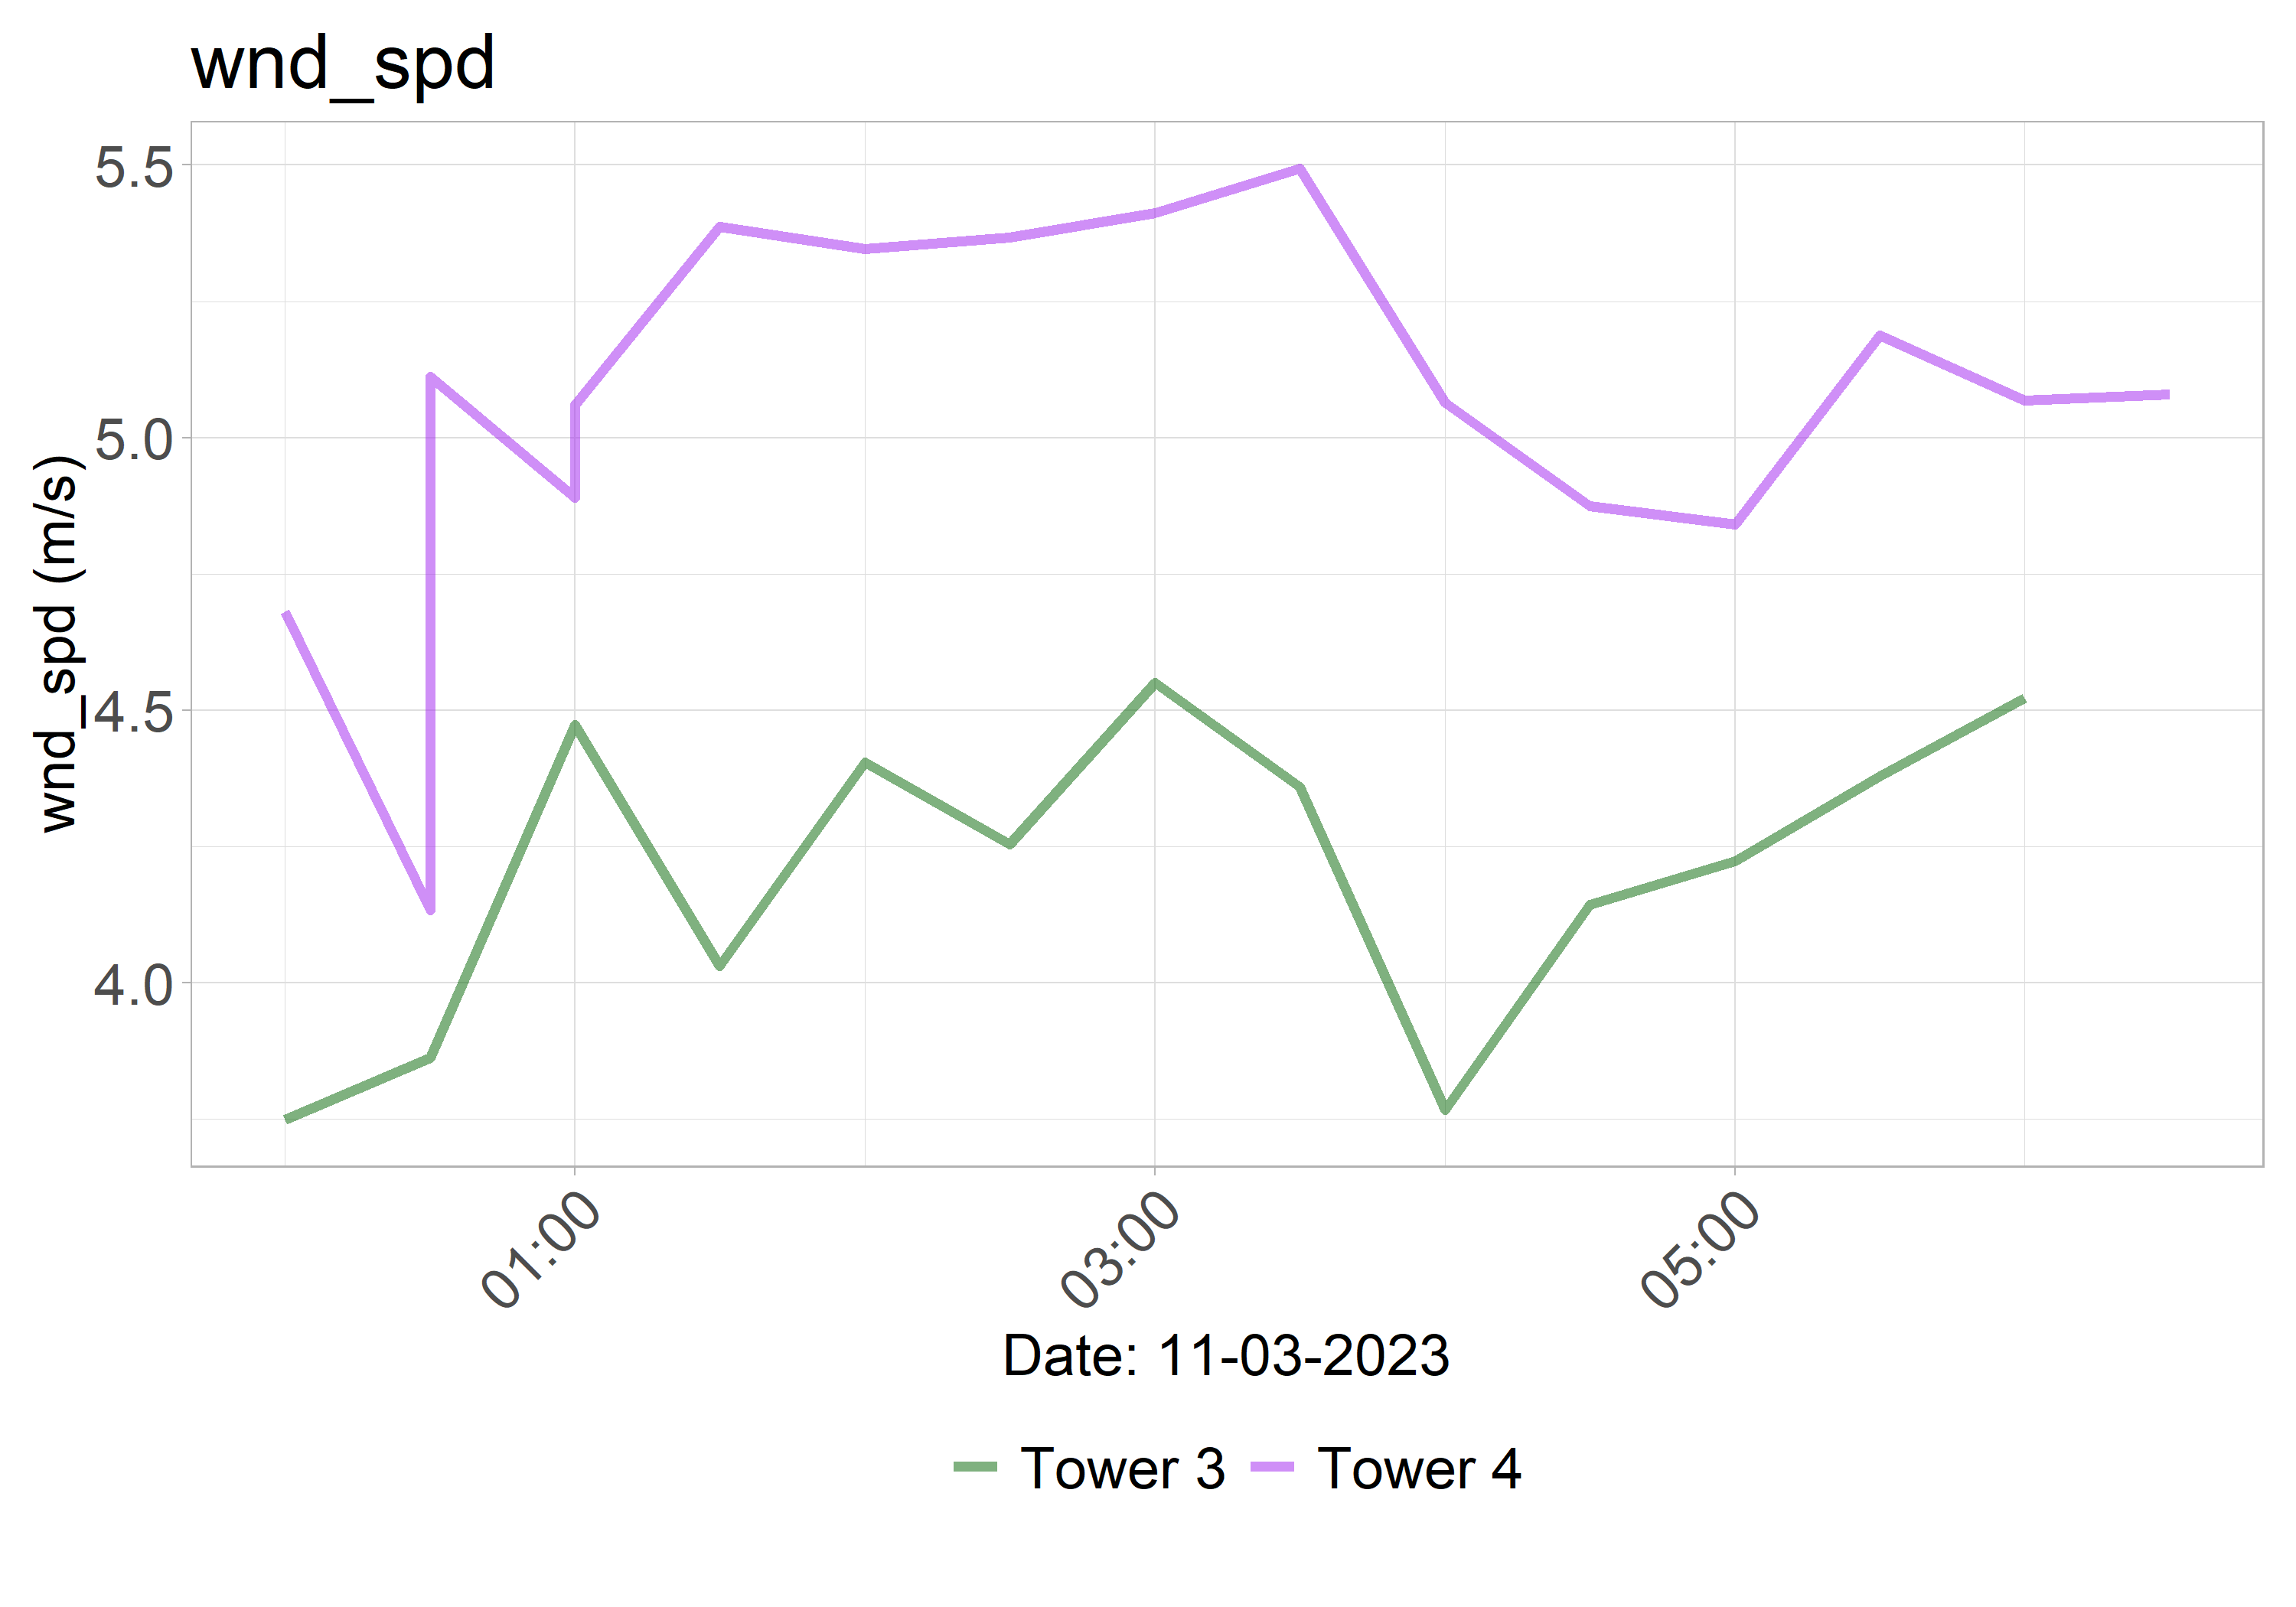 wnd_spd
5.5
5.0
4.5
4.0
wnd_spd (m/s)
01:00
03:00
05:00
Date: 11-03-2023
Tower 3
Tower 4